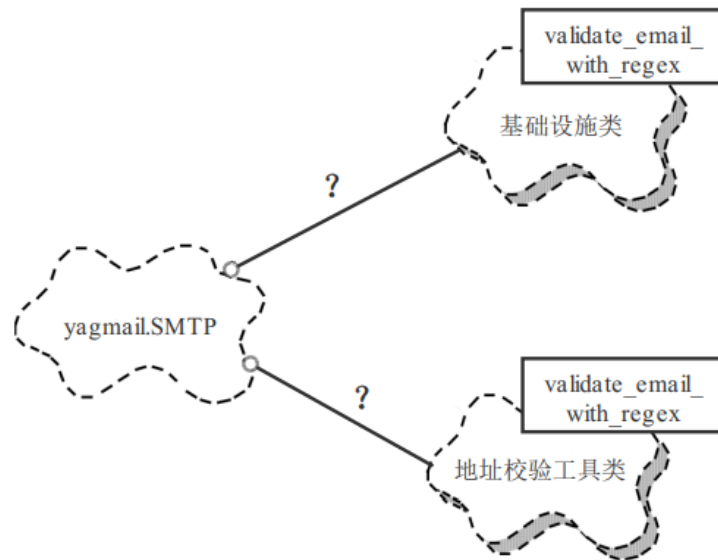 validate_email_
with_regex
基础设施类
?
yagmail.SMTP
?
validate_email_
with_regex
地址校验工具类